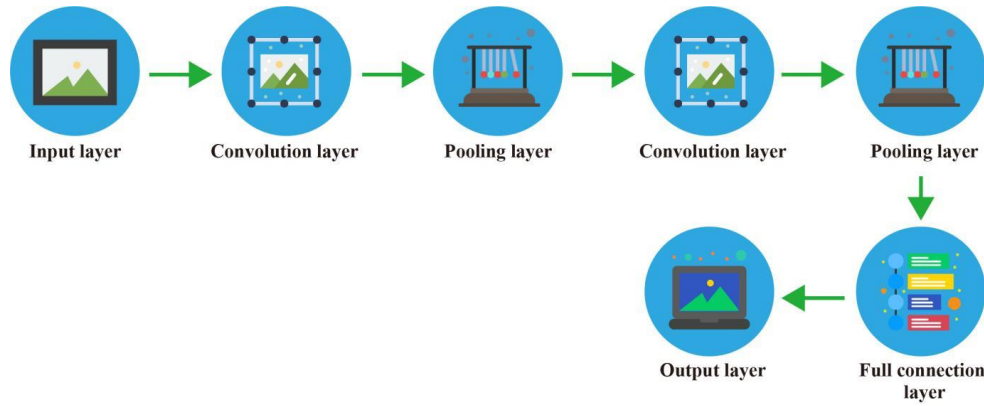 Input layer
Convolution layer
Pooling layer
Convolution layer
Pooling layer
Output layer
Full connection
layer